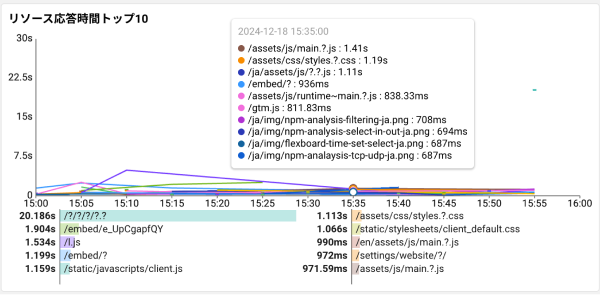 リソース応答時間トップ10
30s
22.5s
15s
7.5s
0
15:00
15:05
15:10
15:15
15:20
15:25
15:30
15:35
15:40
15:45
15:50
15:55
16:00
2024-12-18 15:35:00
/assets/js/main.?.js : 1.41s
/assets/css/styles.?.css : 1.19s
/ja/assets/js/?.?.js : 1.11s
/embed/? : 936ms
/assets/js/runtime~main.?.js : 838.33ms
/gtm.js : 811.83ms
/ja/img/npm-analysis-filtering-ja.png : 708ms
/ja/img/npm-analysis-select-in-out-ja.png : 694ms
/ja/img/flexboard-time-set-select-ja.png : 687ms
/ja/img/npm-analaysis-tcp-udp-ja.png : 687ms
20.186s /?/?/?/?.?
1.904s /embed/e_UpCgapfQY
1.534s /l.js
1.199s /embed/?
1.159s /static/javascripts/client.js
1.113s /assets/css/styles.?.css
1.066s /static/stylesheets/client_default.css
990ms /en/assets/js/main.?.js
972ms /settings/website/?/
971.59ms /assets/js/main.?.js